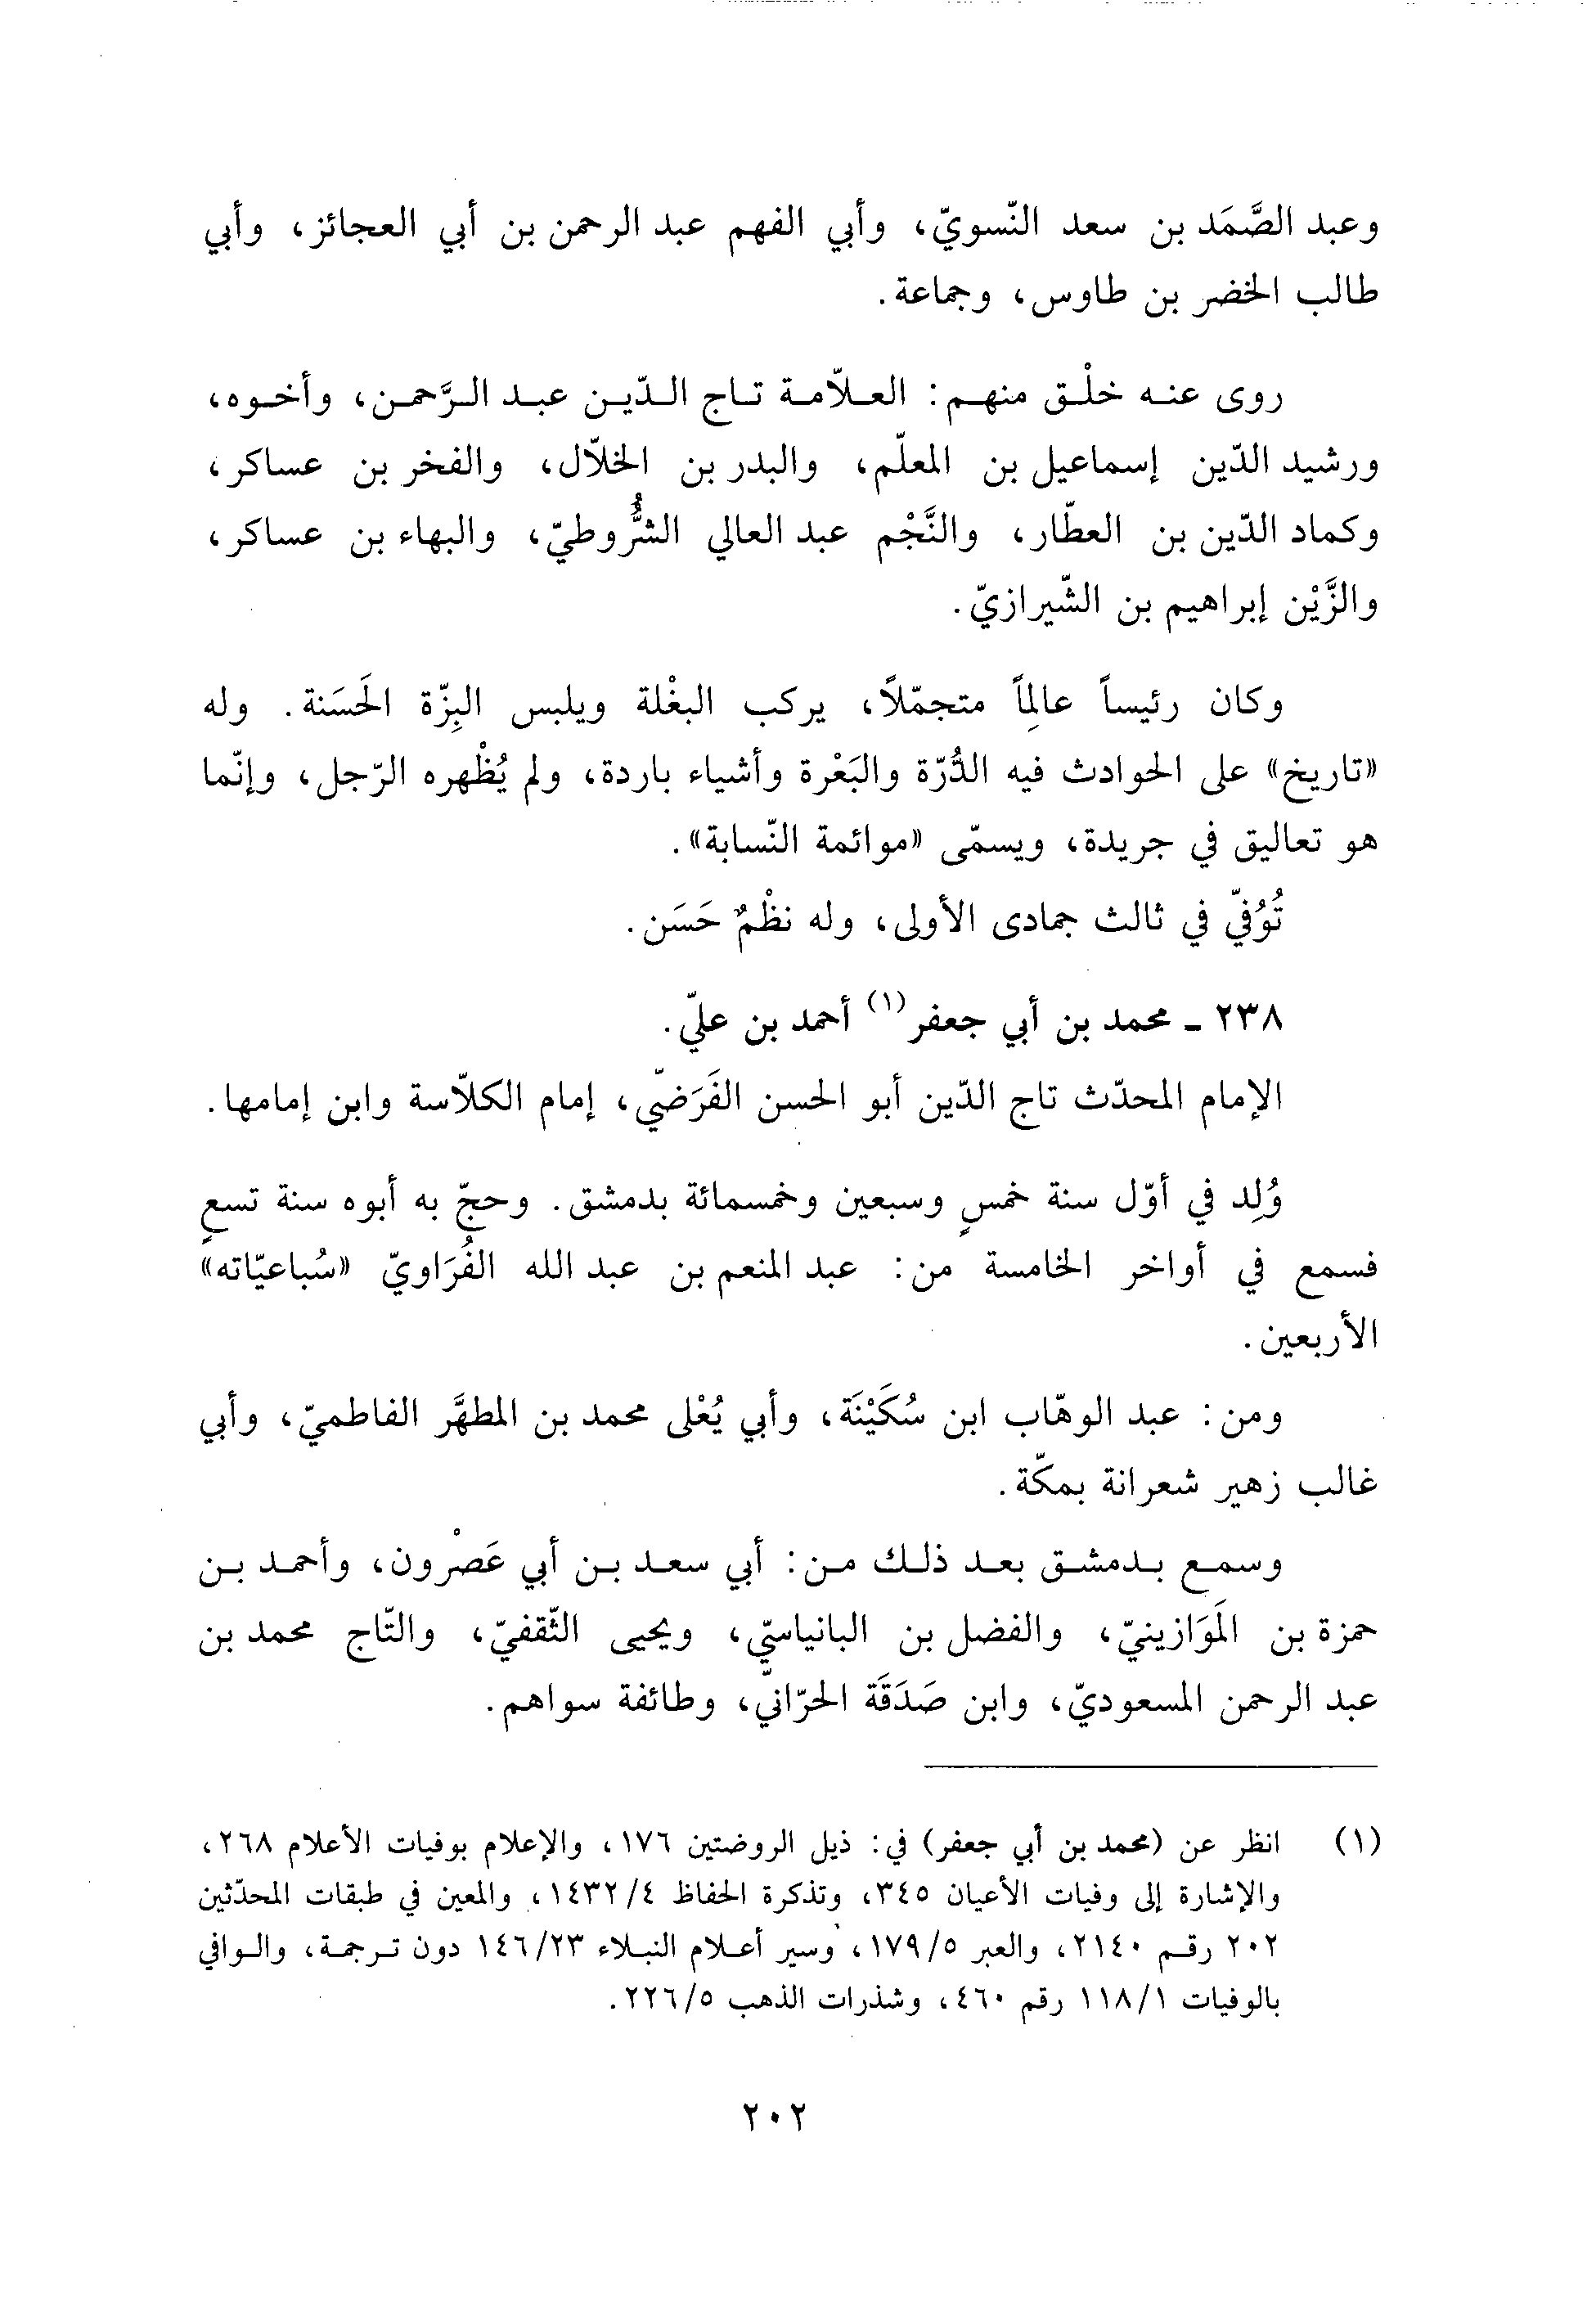 وعبد الصَّمَد بن سعد النّسويّ، وأبي الفهم عبد الرحمن بن أبي العجائز، وأبي
طالب الخضر بن طاوس، وجماعة.
روى عنه خلْق منهم: العلاّمة تاج الدّين عبد الرَّحمن، وأخوه،
ورشيد الدّين إسماعيل بن المعلّم، والبدر بن الخلاّل، والفخر بن عساكر،
وكماد الدّين بن العطّار، والنَّجْم عبد العالي الشُّروطيّ، والبهاء بن عساكر،
والزَّيْن إبراهيم بن الشّيرازيّ.
وكان رئيساً عالِماً متجمّلاً، يركب البغْلة ويلبس البِزّة الحَسَنة. وله
«تاريخ» على الحوادث فيه الدُّرّة والبَعْرة وأشياء باردة، ولم يُظْهره الرّجل، وإنّما
هو تعاليق في جريدة، ويسمّى «موائمة النّسابة».
تُوُفيّ في ثالث جمادى الأولى، وله نظْمٌ حَسَن.
٢٣٨ - محمد بن أبي جعفر(١) أحمد بن عليّ.
الإمام المحدّث تاج الدّين أبو الحسن الفَرَضيّ، إمام الكلاّسة وابن إمامها.
وُلِد في أوّل سنة خمسٍ وسبعين وخمسمائة بدمشق. وحجّ به أبوه سنة تسعٍ
فسمع في أواخر الخامسة من: عبد المنعم بن عبد الله الفُرَاويّ «سُباعيّاته»
الأربعين.
ومن: عبد الوهّاب ابن سُكَيْنَة، وأبي يُعْلى محمد بن المطهَّر الفاطميّ، وأبي
غالب زهير شعرانة بمكّة.
وسمع بدمشق بعد ذلك من: أبي سعد بن أبي عَصْرون، وأحمد بن
حمزة بن المَوَازينيّ، والفضل بن البانياسيّ، ويحيى الثّقفيّ، والتّاج محمد بن
عبد الرحمن المسعوديّ، وابن صَدَقَة الحرّانيّ، وطائفة سواهم.
(١) انظر عن (محمد بن أبي جعفر) في: ذيل الروضتين ١٧٦، والإعلام بوفيات الأعلام ٢٦٨،
والإشارة إلى وفيات الأعيان ٣٤٥، وتذكرة الحفاظ ١٤٣٢/٤، والمعين في طبقات المحدّثين
٢٠٢ رقم ٢١٤٠، والعبر ١٧٩/٥، وسير أعلام النبلاء ١٤٦/٢٣ دون ترجمة، والوافي
بالوفيات ١١٨/١ رقم ٤٦٠، وشذرات الذهب ٢٢٦/٥.
٢٠٢